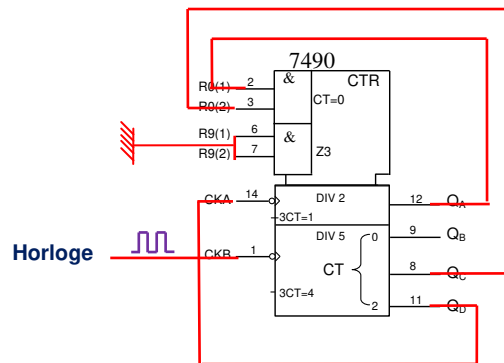 7490
R0(1) 2 & CTR
R0(2) 3 CT=0
R9(1) 6 &
R9(2) 7 Z3
CKA 14 DIV 2 12 QA
3CT=1
Horloge CKB 1 DIV 5 0 9 QB
CT 8 QC
3CT=4 2 11 QD